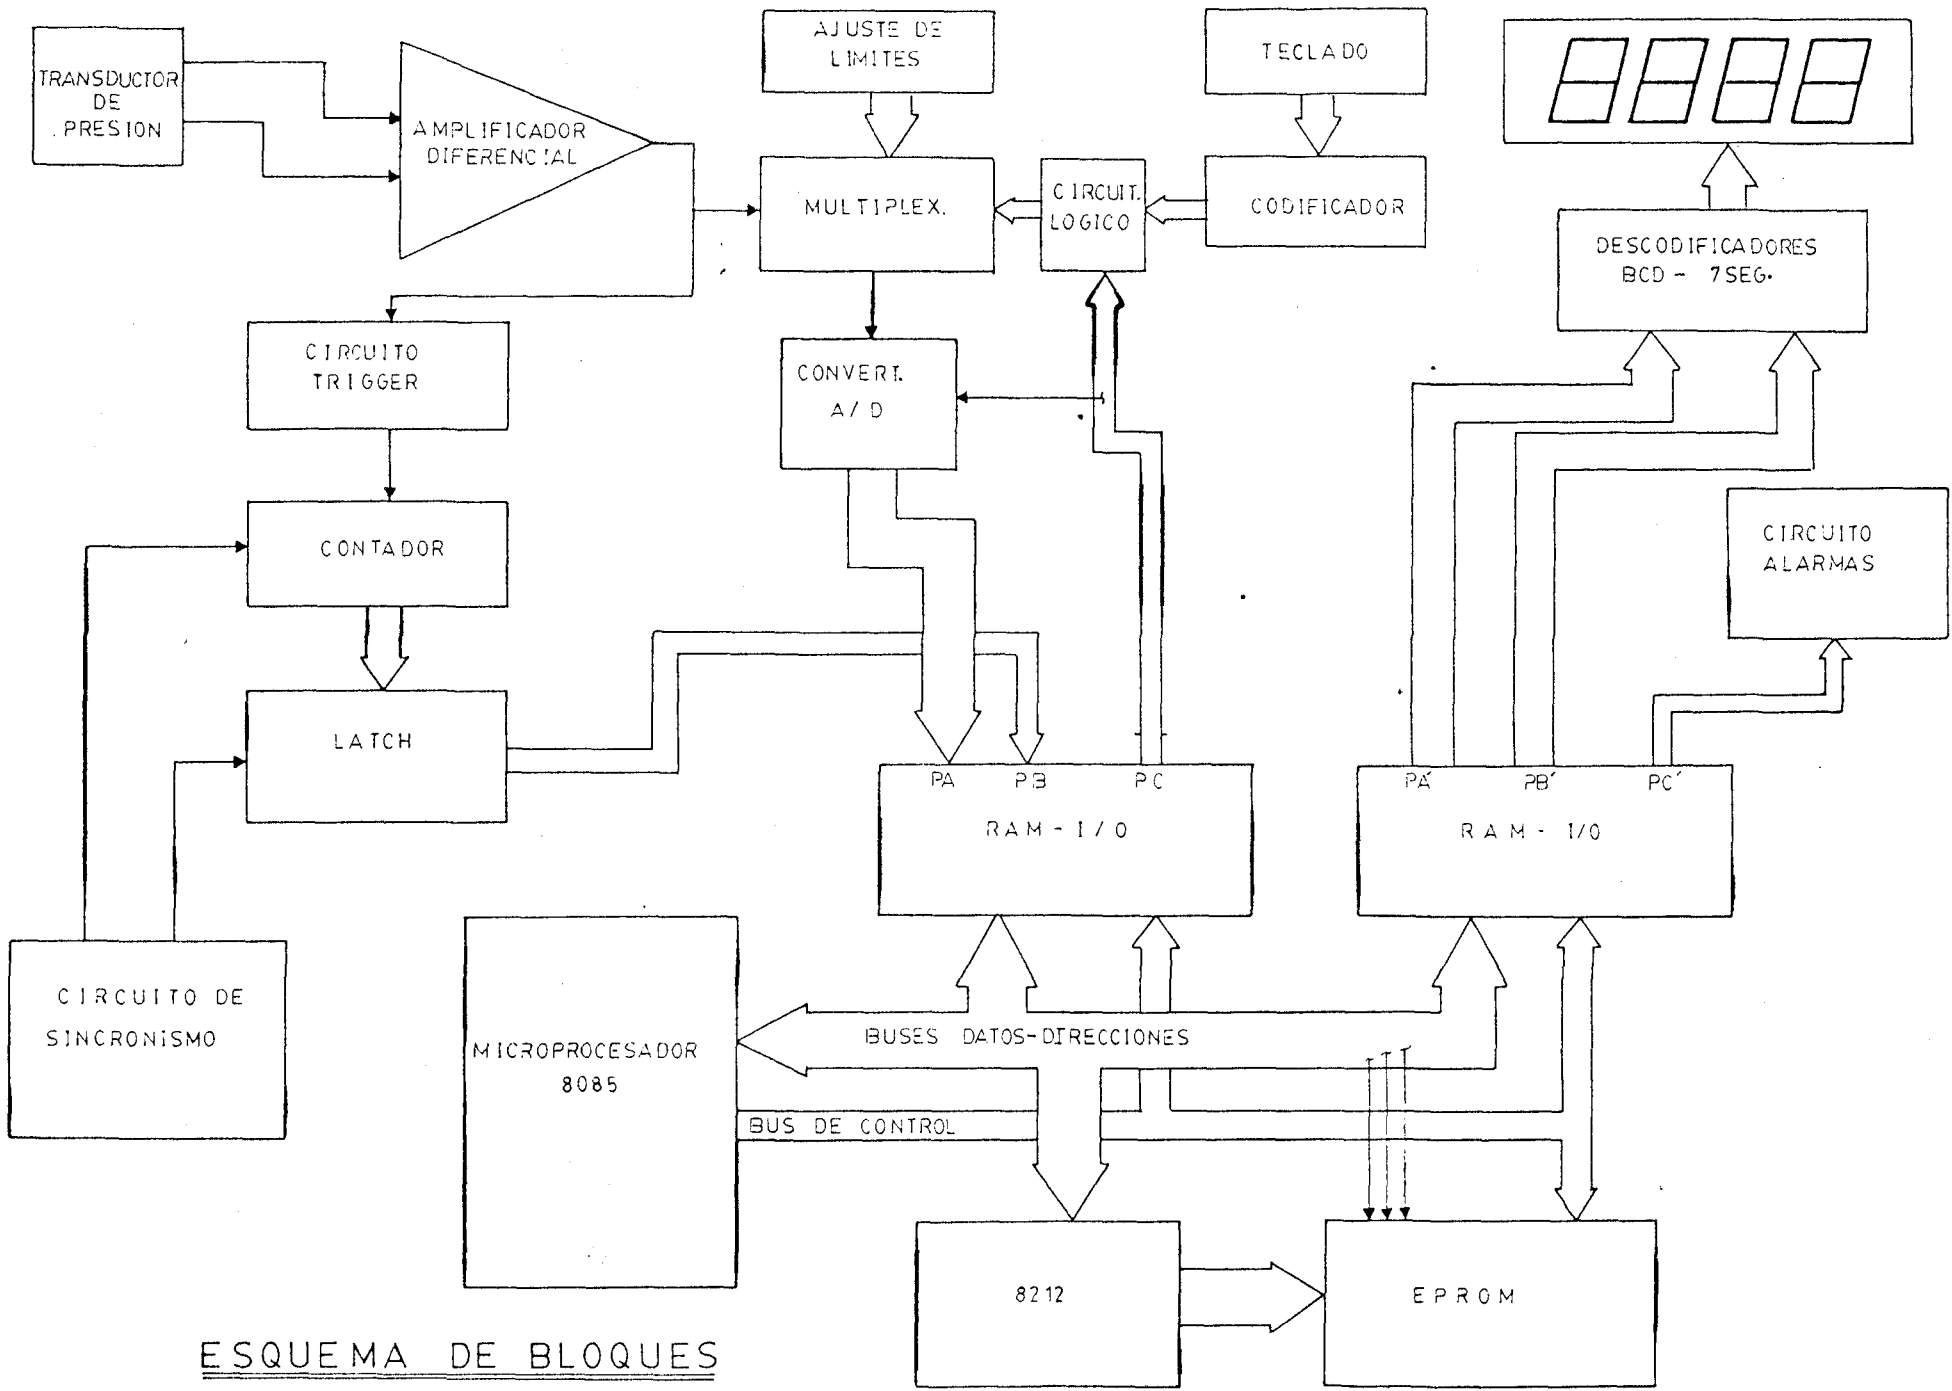 TRANSDUCTOR
DE
PRESION
AMPLIFICADOR
DIFERENCIAL
AJUSTE DE
LIMITES
TECLADO
MULTIPLEX.
CIRCUIT.
LOGICO
CODIFICADOR
DESCODIFICADORES
BCD - 7SEG.
CIRCUITO
TRIGGER
CONVERT.
A/D
CONTADOR
CIRCUITO
ALARMAS
LATCH
PA PB PC
RAM - I/O
PA' PB' PC'
RAM - I/O
CIRCUITO DE
SINCRONiSMO
MICROPROCESADOR
8085
BUSES DATOS-DIRECCIONES
BUS DE CONTROL
8212
EPROM
ESQUEMA DE BLOQUES